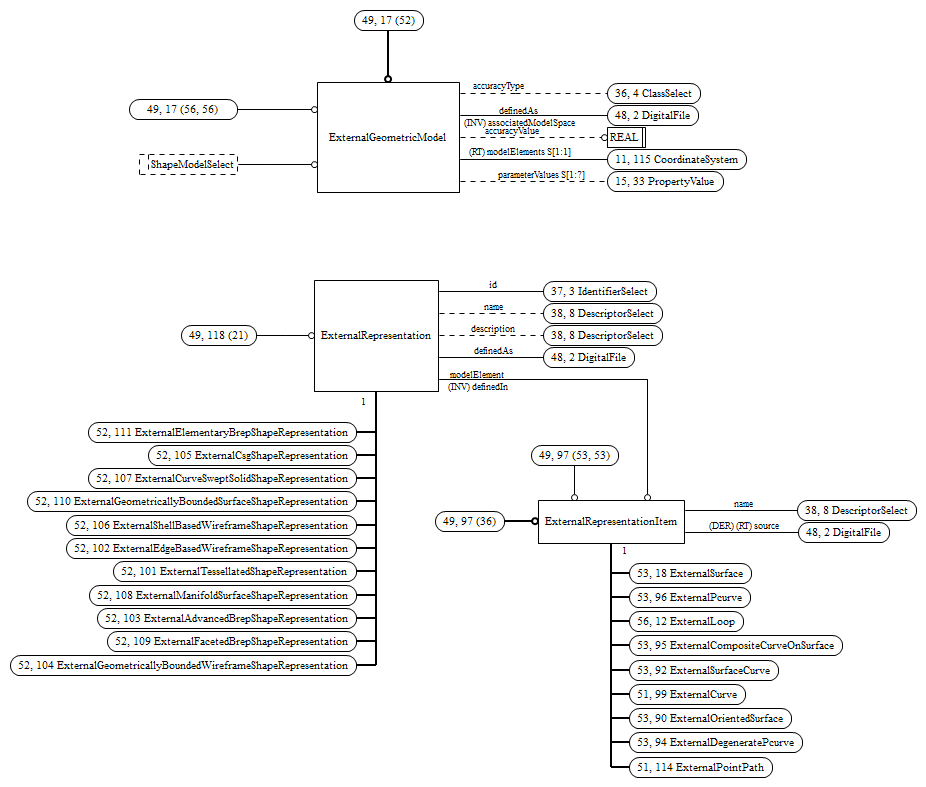 49, 17 (52)
49, 17 (56, 56)
ShapeModelSelect
ExternalGeometricModel
accuracyType
36, 4 ClassSelect
definedAs
(INV) associatedModelSpace
48, 2 DigitalFile
accuracyValue
REAL
(RT) modelElements S[1:1]
11, 115 CoordinateSystem
parameterValues S[1:?]
15, 33 PropertyValue
49, 118 (21)
ExternalRepresentation
id
37, 3 IdentifierSelect
name
38, 8 DescriptorSelect
description
38, 8 DescriptorSelect
definedAs
48, 2 DigitalFile
modelElement
(INV) definedIn
1
52, 111 ExternalElementaryBrepShapeRepresentation
52, 105 ExternalCsgShapeRepresentation
52, 107 ExternalCurveSweptSolidShapeRepresentation
52, 110 ExternalGeometricallyBoundedSurfaceShapeRepresentation
52, 106 ExternalShellBasedWireframeShapeRepresentation
52, 102 ExternalEdgeBasedWireframeShapeRepresentation
52, 101 ExternalTessellatedShapeRepresentation
52, 108 ExternalManifoldSurfaceShapeRepresentation
52, 103 ExternalAdvancedBrepShapeRepresentation
52, 109 ExternalFacetedBrepShapeRepresentation
52, 104 ExternalGeometricallyBoundedWireframeShapeRepresentation
49, 97 (53, 53)
49, 97 (36)
ExternalRepresentationItem
name
38, 8 DescriptorSelect
(DER) (RT) source
48, 2 DigitalFile
1
53, 18 ExternalSurface
53, 96 ExternalPcurve
56, 12 ExternalLoop
53, 95 ExternalCompositeCurveOnSurface
53, 92 ExternalSurfaceCurve
51, 99 ExternalCurve
53, 90 ExternalOrientedSurface
53, 94 ExternalDegeneratePcurve
51, 114 ExternalPointPath